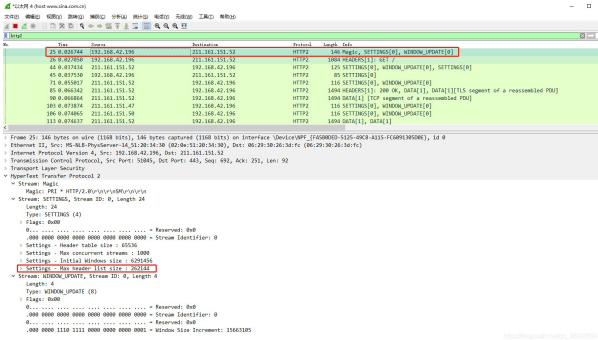 *以太网 4 (host www.sina.com.cn)
文件(F) 编辑(E) 视图(V) 跳转(G) 捕获(C) 分析(A) 统计(S) 电话(Y) 无线(W) 工具(T) 帮助(H)
http2
No. Time Source Destination Protocol Length Info
25 0.026744 192.168.42.196 211.161.151.52 HTTP2 146 Magic, SETTINGS[0], WINDOW_UPDATE[0]
26 0.027050 192.168.42.196 211.161.151.52 HTTP2 1084 HEADERS[1]: GET /
44 0.037434 211.161.151.52 192.168.42.196 HTTP2 125 SETTINGS[0], SETTINGS[0]
45 0.037530 192.168.42.196 211.161.151.52 HTTP2 85 SETTINGS[0]
71 0.055017 211.161.151.52 192.168.42.196 HTTP2 116 SETTINGS[0], WINDOW_UPDATE[0]
85 0.066342 211.161.151.52 192.168.42.196 HTTP2 1494 HEADERS[1]: 200 OK, DATA[1], DATA[1][TLS segment of a reassembled PDU]
90 0.066864 211.161.151.52 192.168.42.196 HTTP2 1494 DATA[1] [TCP segment of a reassembled PDU]
103 0.073874 211.161.151.50 192.168.42.196 HTTP2 116 SETTINGS[0], WINDOW_UPDATE[0]
106 0.074065 211.161.151.50 192.168.42.196 HTTP2 116 SETTINGS[0], WINDOW_UPDATE[0]
113 0.074637 211.161.151.52 192.168.42.196 HTTP2 1494 DATA[1], DATA[1]
Frame 25: 146 bytes on wire (1168 bits), 146 bytes captured (1168 bits) on interface \Device\NPF_{FA5B0DED-5125-49C8-A115-FC6091305D0E}, id 0
Ethernet II, Src: MS-NLB-PhysServer-14_51:20:34:30 (02:0e:51:20:34:30), Dst: 06:29:30:26:3d:fc (06:29:30:26:3d:fc)
Internet Protocol Version 4, Src: 192.168.42.196, Dst: 211.161.151.52
Transmission Control Protocol, Src Port: 51045, Dst Port: 443, Seq: 692, Ack: 251, Len: 92
Transport Layer Security
HyperText Transfer Protocol 2
Stream: Magic
Magic: PRI * HTTP/2.0\r\n\r\nSM\r\n\r\n
Stream: SETTINGS, Stream ID: 0, Length 24
Length: 24
Type: SETTINGS (4)
Flags: 0x00
0... .... .... .... .... .... .... .... = Reserved: 0x0
.000 0000 0000 0000 0000 0000 0000 0000 = Stream Identifier: 0
Settings - Header table size : 65536
Settings - Max concurrent streams : 1000
Settings - Initial Windows size : 6291456
Settings - Max header list size : 262144
Stream: WINDOW_UPDATE, Stream ID: 0, Length 4
Length: 4
Type: WINDOW_UPDATE (8)
Flags: 0x00
0... .... .... .... .... .... .... .... = Reserved: 0x0
.000 0000 0000 0000 0000 0000 0000 0000 = Stream Identifier: 0
0... .... .... .... .... .... .... .... = Reserved: 0x0
.000 0000 1110 1111 0000 0000 0000 0001 = Window Size Increment: 15663105